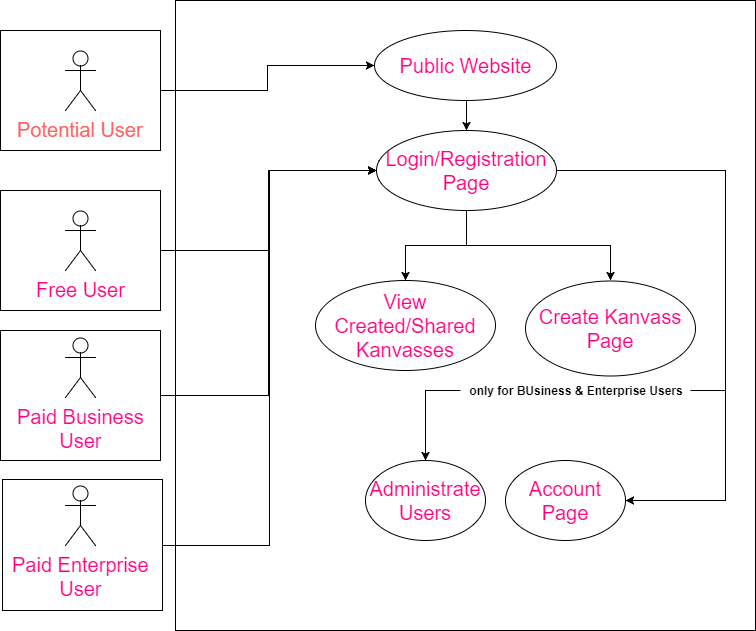 Potential User
Public Website
Login/Registration
Page
Free User
View
Created/Shared
Kanvasses
Create Kanvass
Page
Paid Business
User
only for BUsiness & Enterprise Users
Administrate
Users
Account
Page
Paid Enterprise
User